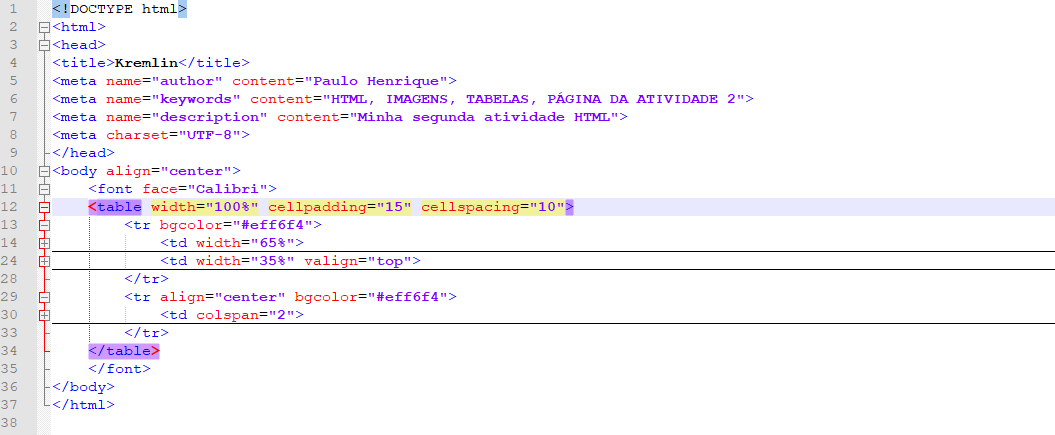 1 <!DOCTYPE html>
2 <html>
3 <head>
4 <title>Kremlin</title>
5 <meta name="author" content="Paulo Henrique">
6 <meta name="keywords" content="HTML, IMAGENS, TABELAS, PÁGINA DA ATIVIDADE 2">
7 <meta name="description" content="Minha segunda atividade HTML">
8 <meta charset="UTF-8">
9 </head>
10 <body align="center">
11 <font face="Calibri">
12 <table width="100%" cellpadding="15" cellspacing="10">
13 <tr bgcolor="#eff6f4">
14 <td width="65%">
24 <td width="35%" valign="top">
28 </tr>
29 <tr align="center" bgcolor="#eff6f4">
30 <td colspan="2">
33 </tr>
34 </table>
35 </font>
36 </body>
37 </html>
38